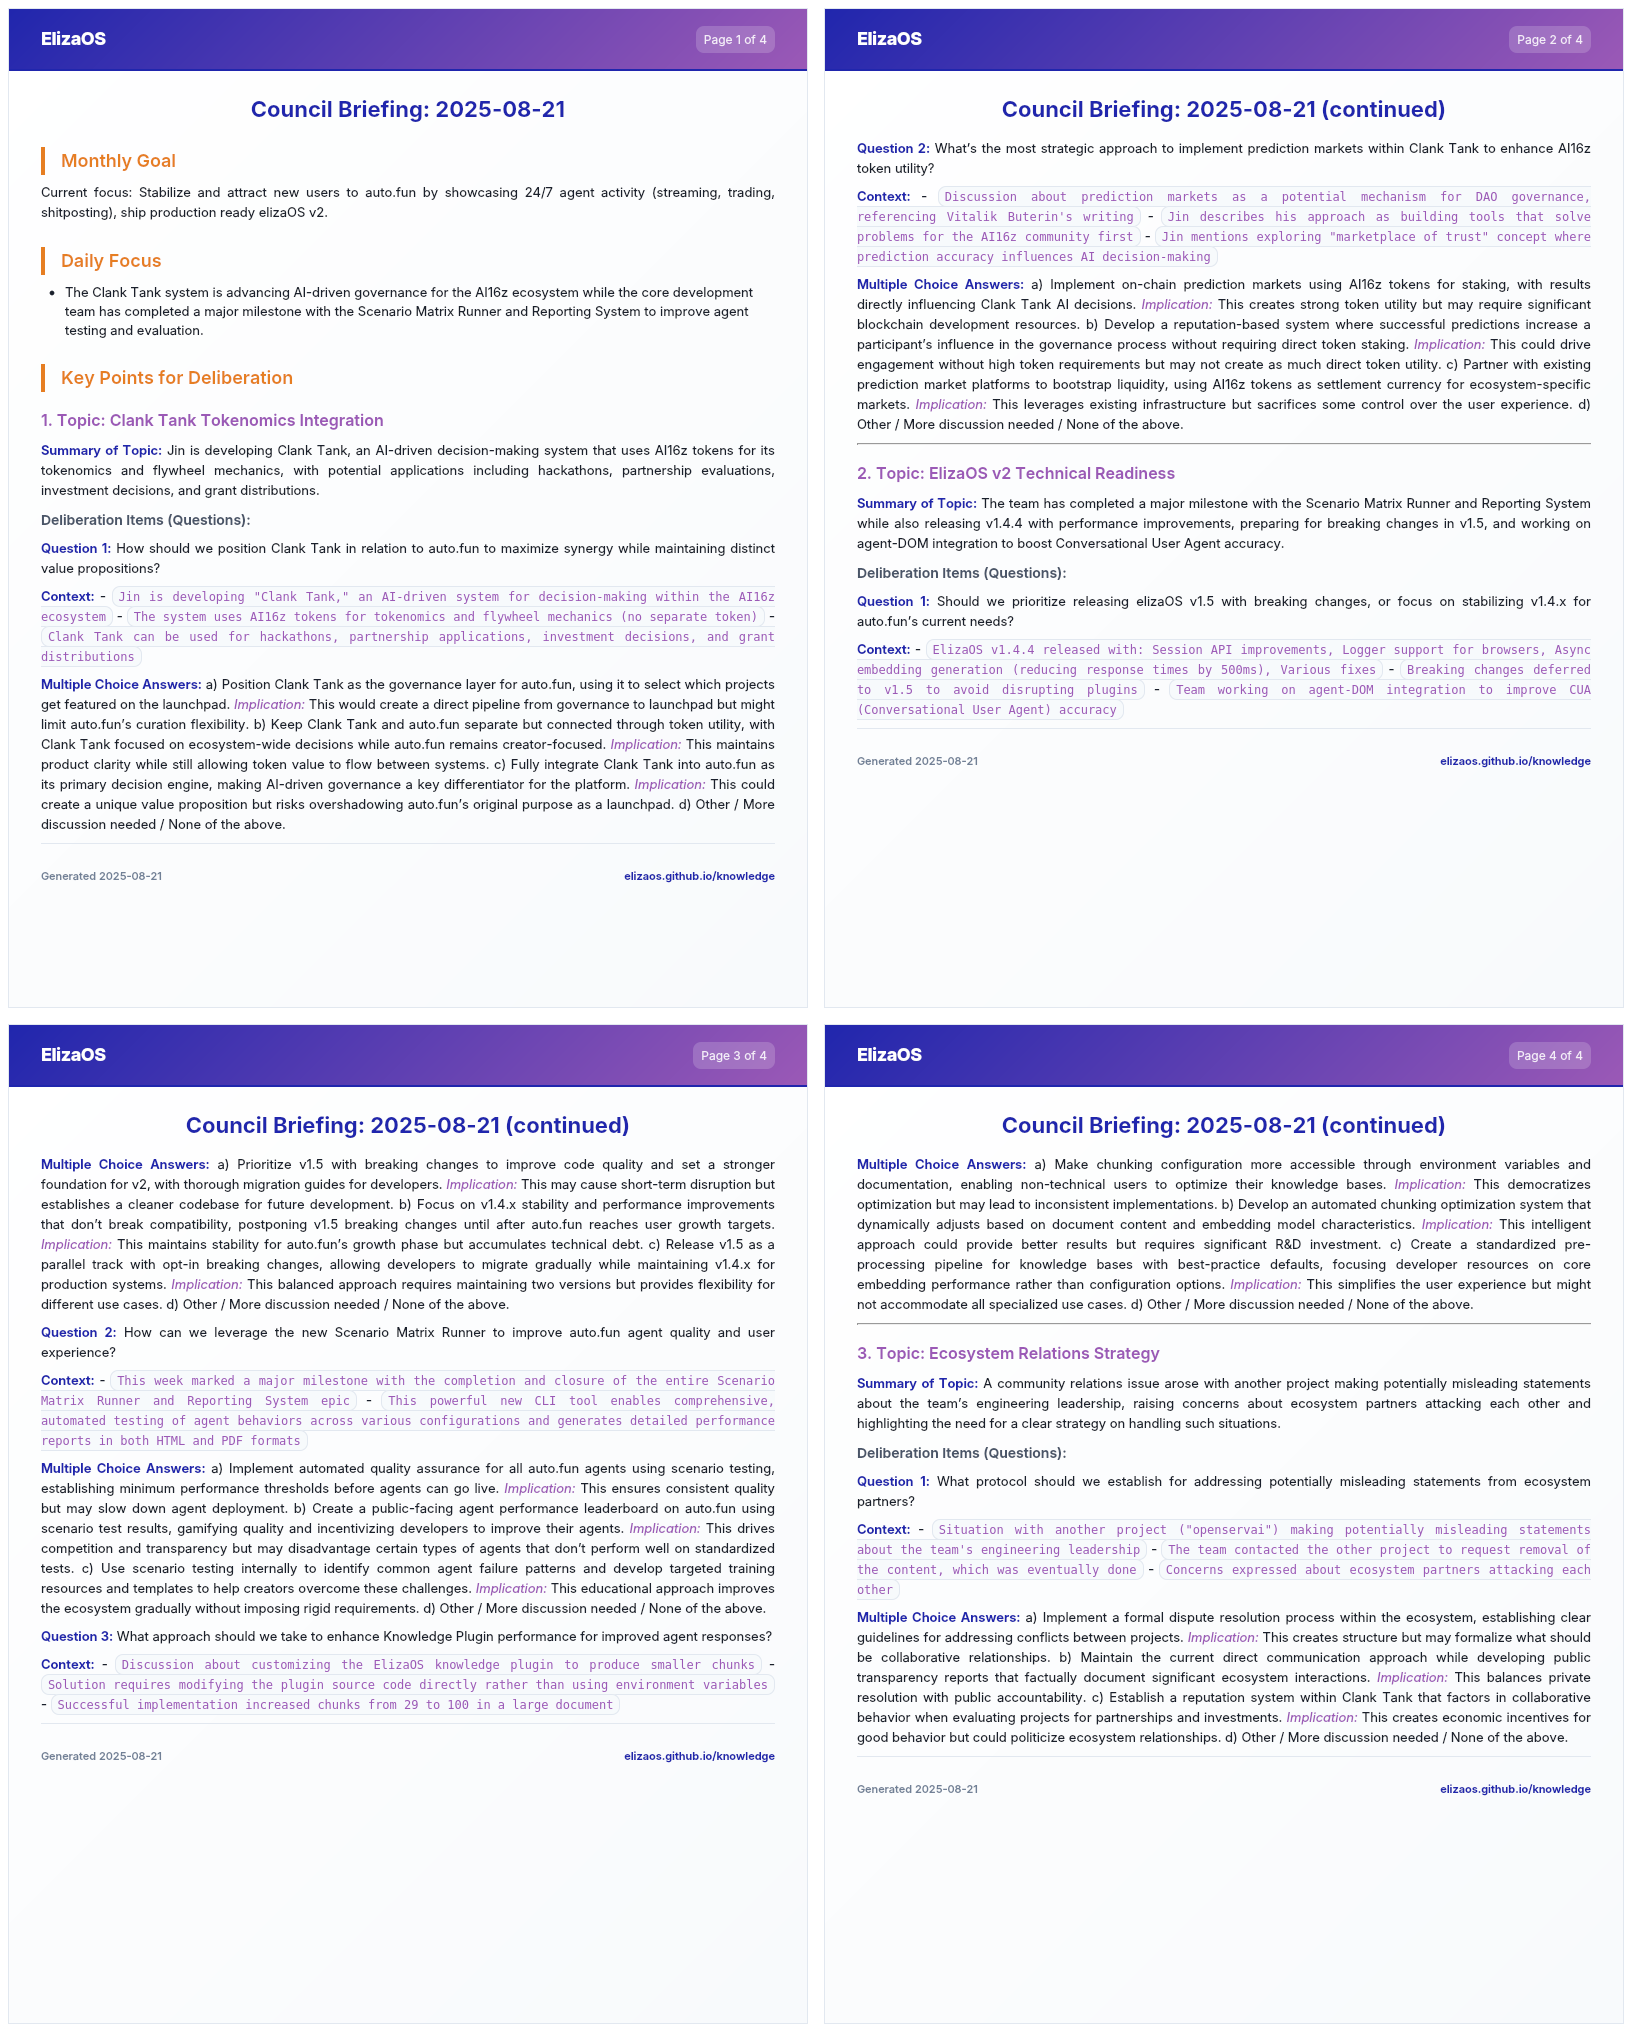 ElizaOS
Page 1 of 4
Council Briefing: 2025-08-21
Monthly Goal
Current focus: Stabilize and attract new users to auto.fun by showcasing 24/7 agent activity (streaming, trading,
shitposting), ship production ready elizaOS v2.
Daily Focus
• The Clank Tank system is advancing AI-driven governance for the AI16z ecosystem while the core development
team has completed a major milestone with the Scenario Matrix Runner and Reporting System to improve agent
testing and evaluation.
Key Points for Deliberation
1. Topic: Clank Tank Tokenomics Integration
Summary of Topic: Jin is developing Clank Tank, an AI-driven decision-making system that uses AI16z tokens for its
tokenomics and flywheel mechanics, with potential applications including hackathons, partnership evaluations,
investment decisions, and grant distributions.
Deliberation Items (Questions):
Question 1: How should we position Clank Tank in relation to auto.fun to maximize synergy while maintaining distinct
value propositions?
Context: - Jin is developing "Clank Tank," an AI-driven system for decision-making within the AI16z
ecosystem - The system uses AI16z tokens for tokenomics and flywheel mechanics (no separate token) -
Clank Tank can be used for hackathons, partnership applications, investment decisions, and grant
distributions
Multiple Choice Answers: a) Position Clank Tank as the governance layer for auto.fun, using it to select which projects
get featured on the launchpad. Implication: This would create a direct pipeline from governance to launchpad but might
limit auto.fun’s curation flexibility. b) Keep Clank Tank and auto.fun separate but connected through token utility, with
Clank Tank focused on ecosystem-wide decisions while auto.fun remains creator-focused. Implication: This maintains
product clarity while still allowing token value to flow between systems. c) Fully integrate Clank Tank into auto.fun as
its primary decision engine, making AI-driven governance a key differentiator for the platform. Implication: This could
create a unique value proposition but risks overshadowing auto.fun’s original purpose as a launchpad. d) Other / More
discussion needed / None of the above.
Generated 2025-08-21
elizaos.github.io/knowledge
ElizaOS
Page 2 of 4
Council Briefing: 2025-08-21 (continued)
Question 2: What’s the most strategic approach to implement prediction markets within Clank Tank to enhance AI16z
token utility?
Context: - Discussion about prediction markets as a potential mechanism for DAO governance,
referencing Vitalik Buterin's writing - Jin describes his approach as building tools that solve
problems for the AI16z community first - Jin mentions exploring "marketplace of trust" concept where
prediction accuracy influences AI decision-making
Multiple Choice Answers: a) Implement on-chain prediction markets using AI16z tokens for staking, with results
directly influencing Clank Tank AI decisions. Implication: This creates strong token utility but may require significant
blockchain development resources. b) Develop a reputation-based system where successful predictions increase a
participant’s influence in the governance process without requiring direct token staking. Implication: This could drive
engagement without high token requirements but may not create as much direct token utility. c) Partner with existing
prediction market platforms to bootstrap liquidity, using AI16z tokens as settlement currency for ecosystem-specific
markets. Implication: This leverages existing infrastructure but sacrifices some control over the user experience. d)
Other / More discussion needed / None of the above.
2. Topic: ElizaOS v2 Technical Readiness
Summary of Topic: The team has completed a major milestone with the Scenario Matrix Runner and Reporting System
while also releasing v1.4.4 with performance improvements, preparing for breaking changes in v1.5, and working on
agent-DOM integration to boost Conversational User Agent accuracy.
Deliberation Items (Questions):
Question 1: Should we prioritize releasing elizaOS v1.5 with breaking changes, or focus on stabilizing v1.4.x for
auto.fun’s current needs?
Context: - ElizaOS v1.4.4 released with: Session API improvements, Logger support for browsers, Async
embedding generation (reducing response times by 500ms), Various fixes - Breaking changes deferred
to v1.5 to avoid disrupting plugins - Team working on agent-DOM integration to improve CUA
(Conversational User Agent) accuracy
Generated 2025-08-21
elizaos.github.io/knowledge
ElizaOS
Page 3 of 4
Council Briefing: 2025-08-21 (continued)
Multiple Choice Answers: a) Prioritize v1.5 with breaking changes to improve code quality and set a stronger
foundation for v2, with thorough migration guides for developers. Implication: This may cause short-term disruption but
establishes a cleaner codebase for future development. b) Focus on v1.4.x stability and performance improvements
that don’t break compatibility, postponing v1.5 breaking changes until after auto.fun reaches user growth targets.
Implication: This maintains stability for auto.fun’s growth phase but accumulates technical debt. c) Release v1.5 as a
parallel track with opt-in breaking changes, allowing developers to migrate gradually while maintaining v1.4.x for
production systems. Implication: This balanced approach requires maintaining two versions but provides flexibility for
different use cases. d) Other / More discussion needed / None of the above.
Question 2: How can we leverage the new Scenario Matrix Runner to improve auto.fun agent quality and user
experience?
Context: - This week marked a major milestone with the completion and closure of the entire Scenario
Matrix Runner and Reporting System epic - This powerful new CLI tool enables comprehensive,
automated testing of agent behaviors across various configurations and generates detailed performance
reports in both HTML and PDF formats
Multiple Choice Answers: a) Implement automated quality assurance for all auto.fun agents using scenario testing,
establishing minimum performance thresholds before agents can go live. Implication: This ensures consistent quality
but may slow down agent deployment. b) Create a public-facing agent performance leaderboard on auto.fun using
scenario test results, gamifying quality and incentivizing developers to improve their agents. Implication: This drives
competition and transparency but may disadvantage certain types of agents that don’t perform well on standardized
tests. c) Use scenario testing internally to identify common agent failure patterns and develop targeted training
resources and templates to help creators overcome these challenges. Implication: This educational approach improves
the ecosystem gradually without imposing rigid requirements. d) Other / More discussion needed / None of the above.
Question 3: What approach should we take to enhance Knowledge Plugin performance for improved agent responses?
Context: - Discussion about customizing the ElizaOS knowledge plugin to produce smaller chunks -
Solution requires modifying the plugin source code directly rather than using environment variables
- Successful implementation increased chunks from 29 to 100 in a large document
Generated 2025-08-21
elizaos.github.io/knowledge
ElizaOS
Page 4 of 4
Council Briefing: 2025-08-21 (continued)
Multiple Choice Answers: a) Make chunking configuration more accessible through environment variables and
documentation, enabling non-technical users to optimize their knowledge bases. Implication: This democratizes
optimization but may lead to inconsistent implementations. b) Develop an automated chunking optimization system that
dynamically adjusts based on document content and embedding model characteristics. Implication: This intelligent
approach could provide better results but requires significant R&D investment. c) Create a standardized pre-
processing pipeline for knowledge bases with best-practice defaults, focusing developer resources on core
embedding performance rather than configuration options. Implication: This simplifies the user experience but might
not accommodate all specialized use cases. d) Other / More discussion needed / None of the above.
3. Topic: Ecosystem Relations Strategy
Summary of Topic: A community relations issue arose with another project making potentially misleading statements
about the team’s engineering leadership, raising concerns about ecosystem partners attacking each other and
highlighting the need for a clear strategy on handling such situations.
Deliberation Items (Questions):
Question 1: What protocol should we establish for addressing potentially misleading statements from ecosystem
partners?
Context: - Situation with another project ("openservai") making potentially misleading statements
about the team's engineering leadership - The team contacted the other project to request removal of
the content, which was eventually done - Concerns expressed about ecosystem partners attacking each
other
Multiple Choice Answers: a) Implement a formal dispute resolution process within the ecosystem, establishing clear
guidelines for addressing conflicts between projects. Implication: This creates structure but may formalize what should
be collaborative relationships. b) Maintain the current direct communication approach while developing public
transparency reports that factually document significant ecosystem interactions. Implication: This balances private
resolution with public accountability. c) Establish a reputation system within Clank Tank that factors in collaborative
behavior when evaluating projects for partnerships and investments. Implication: This creates economic incentives for
good behavior but could politicize ecosystem relationships. d) Other / More discussion needed / None of the above.
Generated 2025-08-21
elizaos.github.io/knowledge